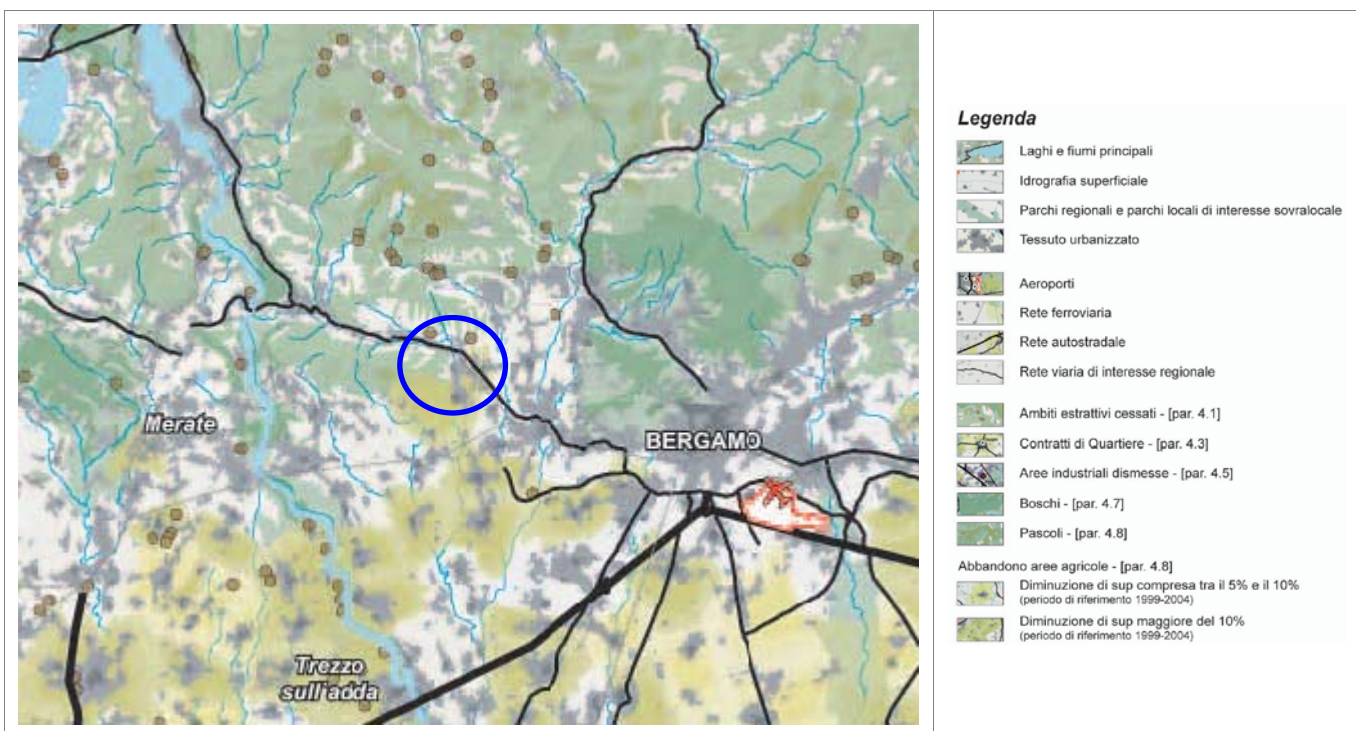 Merate
BERGAMO
Trezzo
sull'adda
Legenda
Laghi e fiumi principali
Idrografia superficiale
Parchi regionali e parchi locali di interesse sovralocale
Tessuto urbanizzato
Aeroporti
Rete ferroviaria
Rete autostradale
Rete viaria di interesse regionale
Ambiti estrattivi cessati - [par. 4.1]
Contratti di Quartiere - [par. 4.3]
Aree industriali dismesse - [par. 4.5]
Boschi - [par. 4.7]
Pascoli - [par. 4.8]
Abbandono aree agricole - [par. 4.8]
Diminuzione di sup compresa tra il 5% e il 10%
(periodo di riferimento 1999-2004)
Diminuzione di sup maggiore del 10%
(periodo di riferimento 1999-2004)